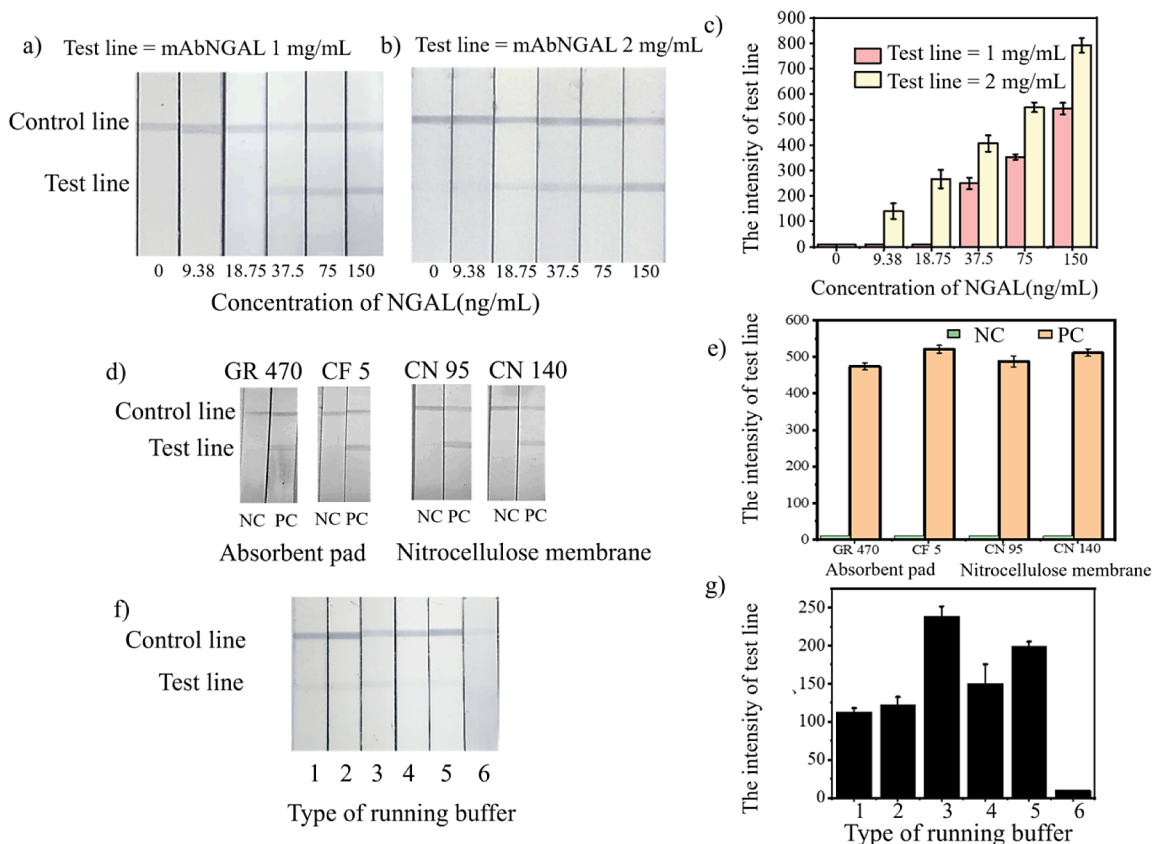 a) Test line = mAbNGAL 1 mg/mL
Control line
Test line
0 9.38 18.75 37.5 75 150
b) Test line = mAbNGAL 2 mg/mL
0 9.38 18.75 37.5 75 150
Concentration of NGAL(ng/mL)
c)
The intensity of test line
900
800
700
600
500
400
300
200
100
0
Test line = 1 mg/mL
Test line = 2 mg/mL
0 9.38 18.75 37.5 75 150
Concentration of NGAL(ng/mL)
d)
GR 470 CF 5 CN 95 CN 140
Control line
Test line
NC PC NC PC NC PC NC PC
Absorbent pad Nitrocellulose membrane
e)
The intensity of test line
600
500
400
300
200
100
0
NC PC
GR 470 CF 5 CN 95 CN 140
Absorbent pad Nitrocellulose membrane
f)
Control line
Test line
1 2 3 4 5 6
Type of running buffer
g)
The intensity of test line
250
200
150
100
50
0
1 2 3 4 5 6
Type of running buffer